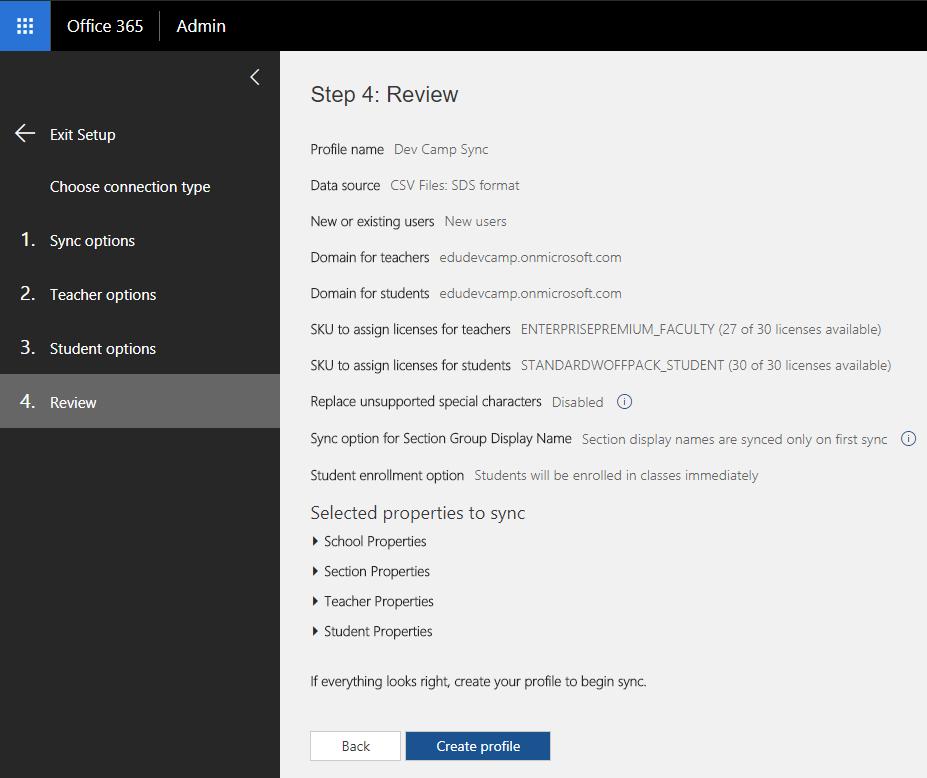 Office 365 Admin
Exit Setup
Choose connection type
1. Sync options
2. Teacher options
3. Student options
4. Review
Step 4: Review
Profile name Dev Camp Sync
Data source CSV Files: SDS format
New or existing users New users
Domain for teachers edudevcamp.onmicrosoft.com
Domain for students edudevcamp.onmicrosoft.com
SKU to assign licenses for teachers ENTERPRISEPREMIUM_FACULTY (27 of 30 licenses available)
SKU to assign licenses for students STANDARDWOFFPACK_STUDENT (30 of 30 licenses available)
Replace unsupported special characters Disabled
Sync option for Section Group Display Name Section display names are synced only on first sync
Student enrollment option Students will be enrolled in classes immediately
Selected properties to sync
School Properties
Section Properties
Teacher Properties
Student Properties
If everything looks right, create your profile to begin sync.
Back Create profile